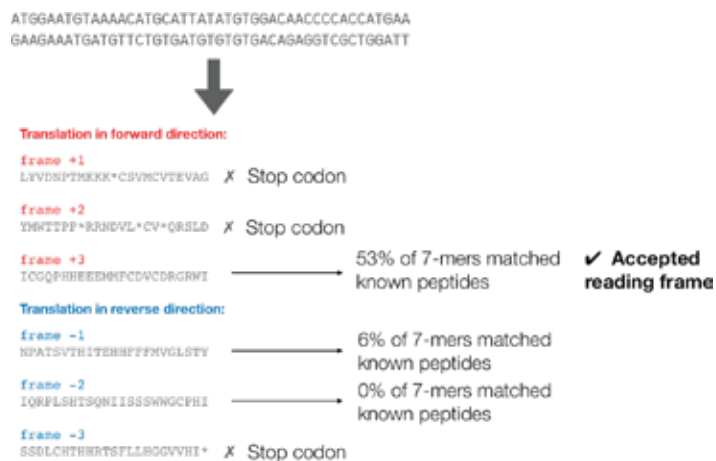 ATGGAATGTAAAACATGCATTATATGTGGACAACCCCACCATGAA
GAAGAAATGATGTTCTGTGATGTGTGTGACAGAGGTCGCTGGATT
Translation in forward direction:
frame +1
LYVDNPTMKKK*CSVMCVTEVAG ✗ Stop codon
frame +2
YMWTTPP*RRNDVL*CV*QRSLD ✗ Stop codon
frame +3
ICGQPHHEEEMMFCDVCDRGRWI
53% of 7-mers matched
known peptides
✔ Accepted
reading frame
Translation in reverse direction:
frame -1
NPATSVTHITEHHFFFMVGLSTY
6% of 7-mers matched
known peptides
frame -2
IQRPLSHTSQNIISSSWWGCPHI
0% of 7-mers matched
known peptides
frame -3
SSDLCHTHHRTSFLLHGGVVHI* ✗ Stop codon